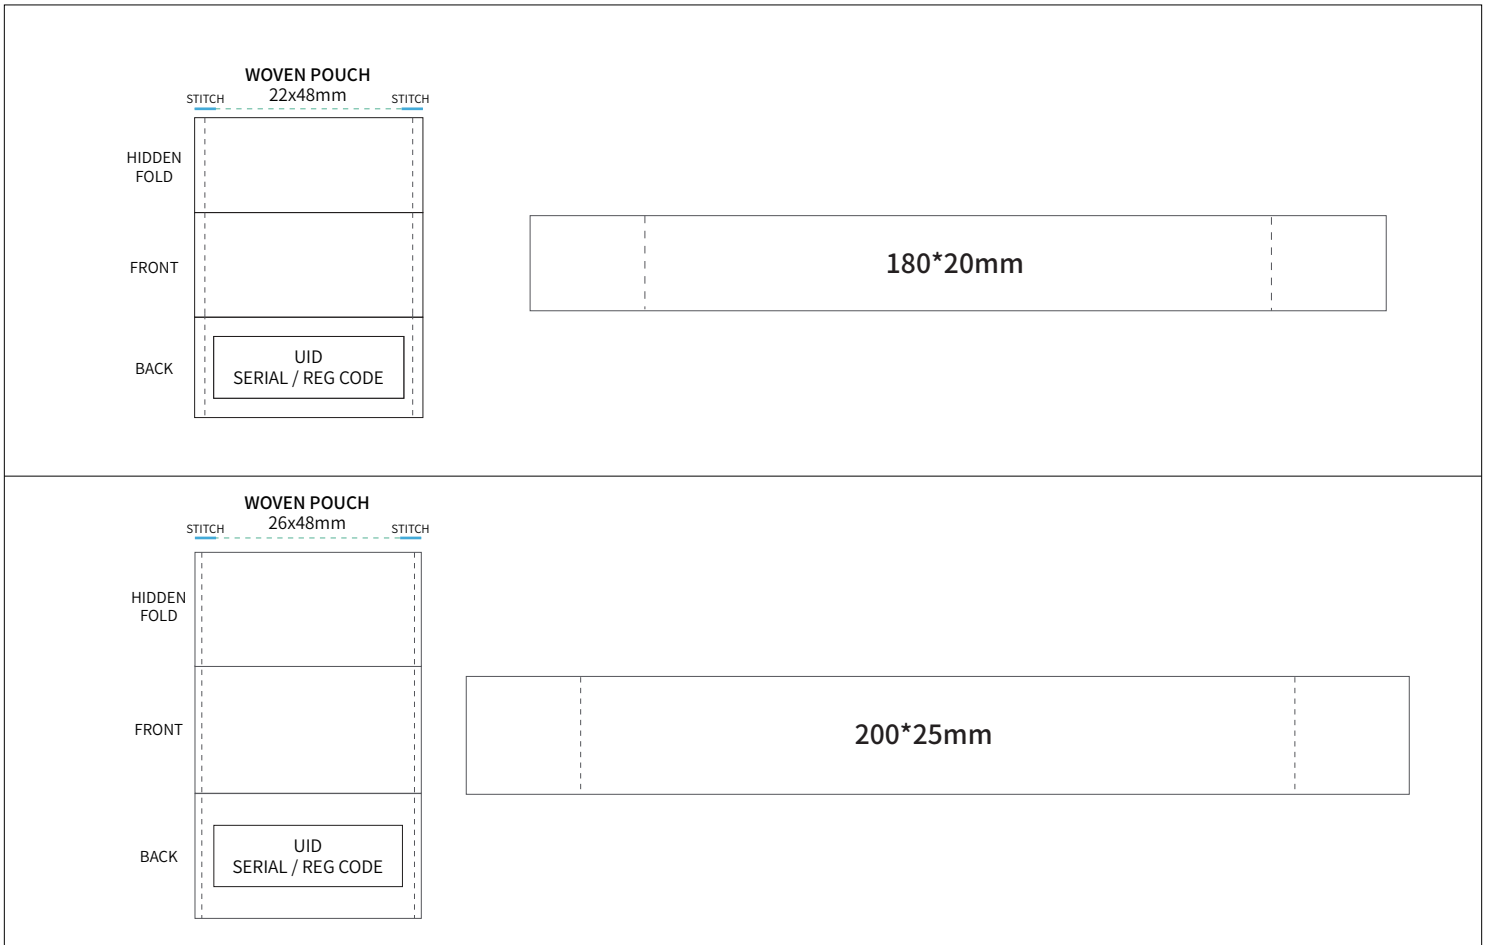 WOVEN POUCH
22x48mm
STITCH
STITCH
HIDDEN
FOLD
FRONT
BACK
UID
SERIAL / REG CODE
180*20mm
WOVEN POUCH
26x48mm
STITCH
STITCH
HIDDEN
FOLD
FRONT
BACK
UID
SERIAL / REG CODE
200*25mm